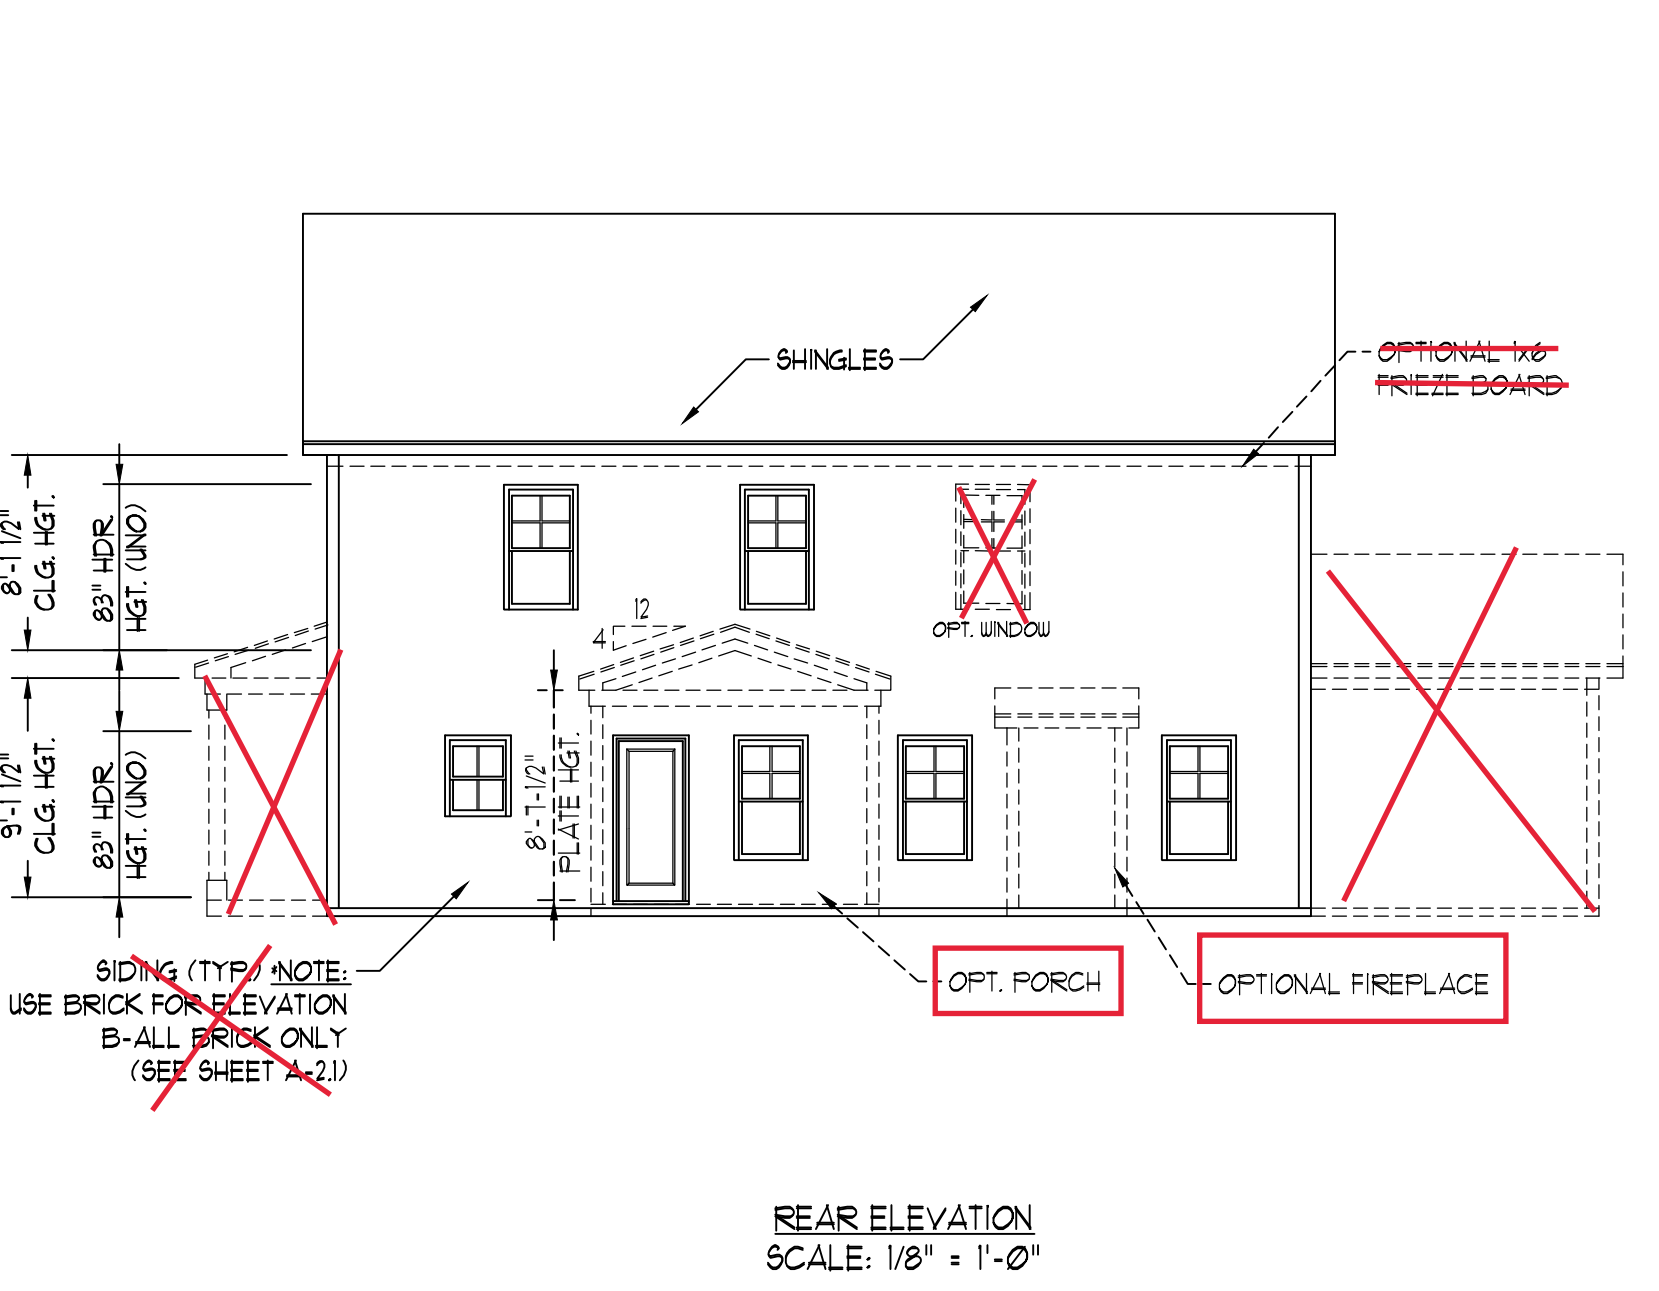 SHINGLES
OPTIONAL 1x6
FRIEZE BOARD
8'-1 1/2"
CLG. HGT.
83" HDR.
HGT. (UNO)
12
4
OPT. WINDOW
9'-1 1/2"
CLG. HGT.
83" HDR.
HGT. (UNO)
8'-1-1/2"
PLATE HGT.
SIDING (TYP.) *NOTE:
USE BRICK FOR ELEVATION
B-ALL BRICK ONLY
(SEE SHEET A-2.1)
OPT. PORCH
OPTIONAL FIREPLACE
REAR ELEVATION
SCALE: 1/8" = 1'-0"